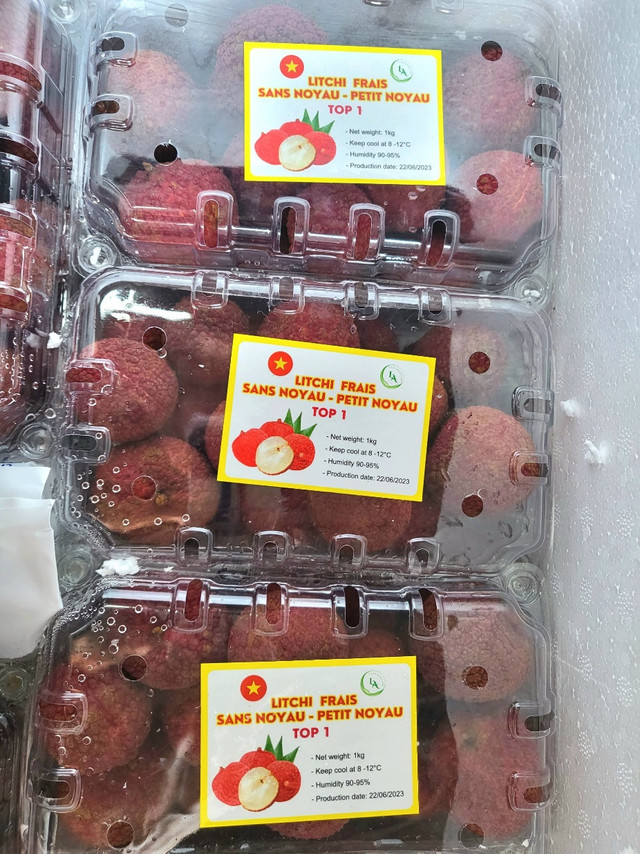 LA
LITCHI FRAIS
SANS NOYAU - PETIT NOYAU
TOP 1
- Net weight: 1kg
- Keep cool at 8 -12°C
- Humidity 90-95%
- Production date: 22/06/2023
LA
LITCHI FRAIS
SANS NOYAU - PETIT NOYAU
TOP 1
- Net weight: 1kg
- Keep cool at 8 -12°C
- Humidity 90-95%
- Production date: 22/06/2023
LA
LITCHI FRAIS
SANS NOYAU - PETIT NOYAU
TOP 1
- Net weight: 1kg
- Keep cool at 8 -12°C
- Humidity 90-95%
- Production date: 22/06/2023